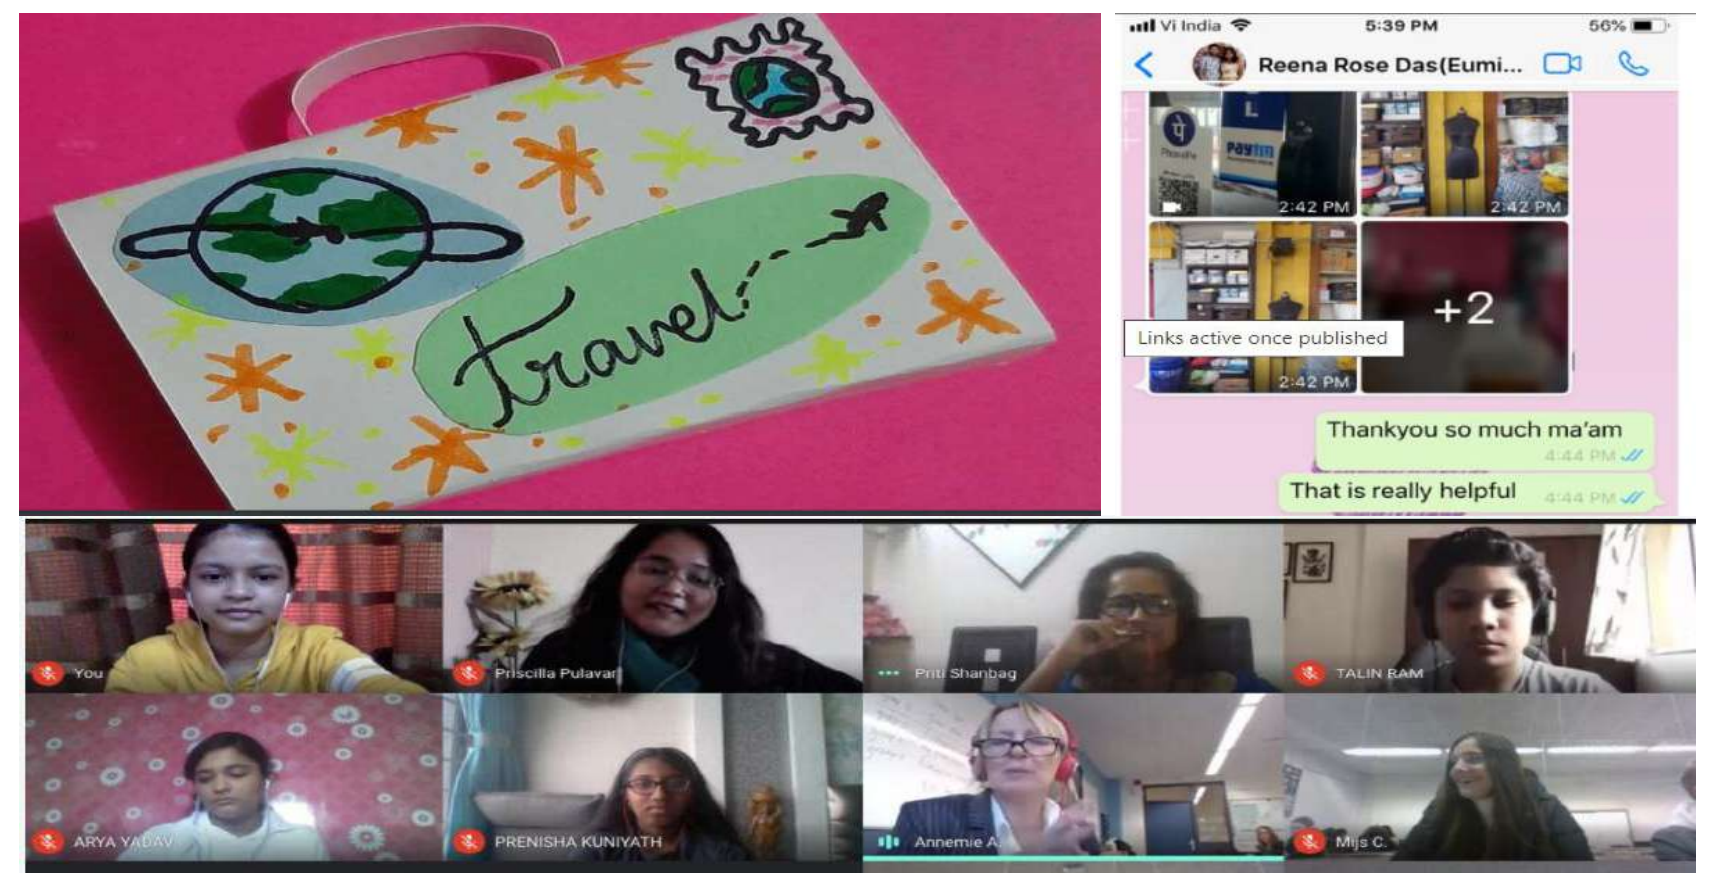 travel
Vi India
5:39 PM
56%
Reena Rose Das(Eumi...
PhonePe
L
Paytm
2:42 PM
2:42 PM
+2
Links active once published
2:42 PM
Thankyou so much ma'am
4:44 PM
That is really helpful
4:44 PM
You
Priscilla Pulavar
Priti Shanbag
TALIN RAM
ARYA YADAV
PRENISHA KUNIYATH
Annemie A.
Mijs C.